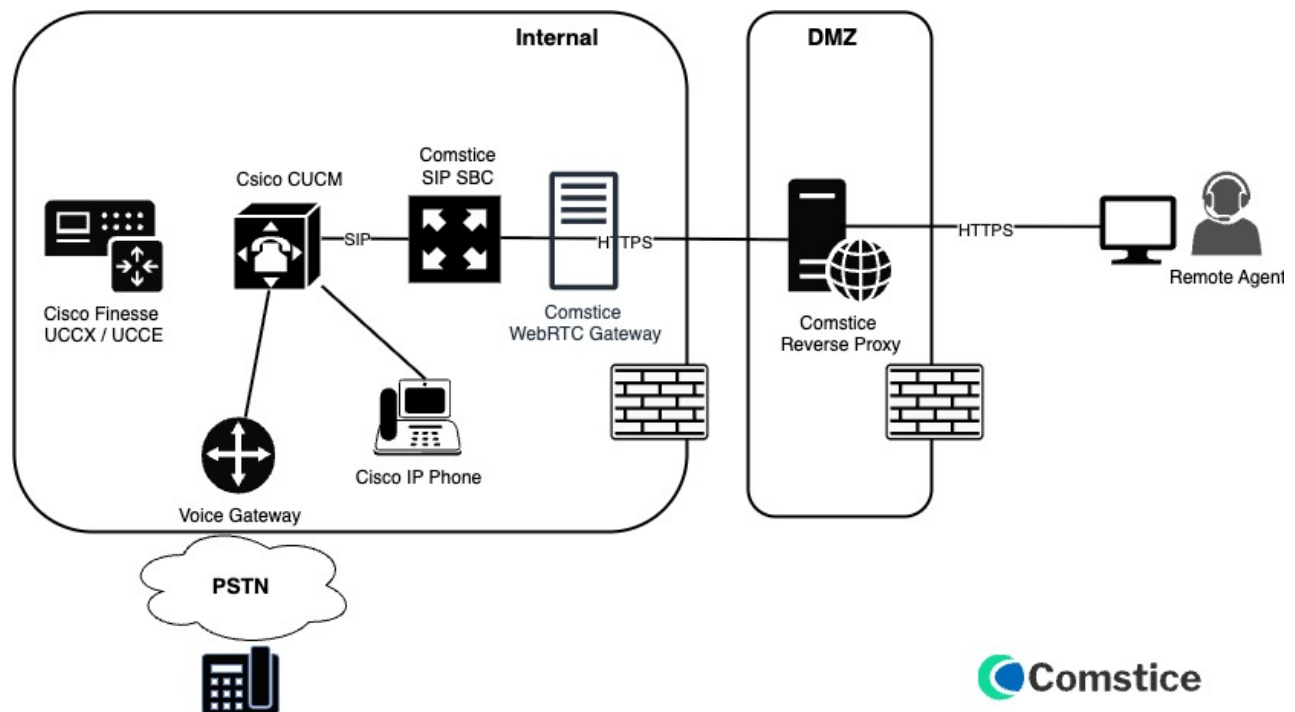 Internal
DMZ
Comstice
SIP SBC
Csico CUCM
SIP
HTTPS
HTTPS
Cisco Finesse
UCCX / UCCE
Comstice
WebRTC Gateway
Comstice
Reverse Proxy
Remote Agent
Cisco IP Phone
Voice Gateway
PSTN
Comstice